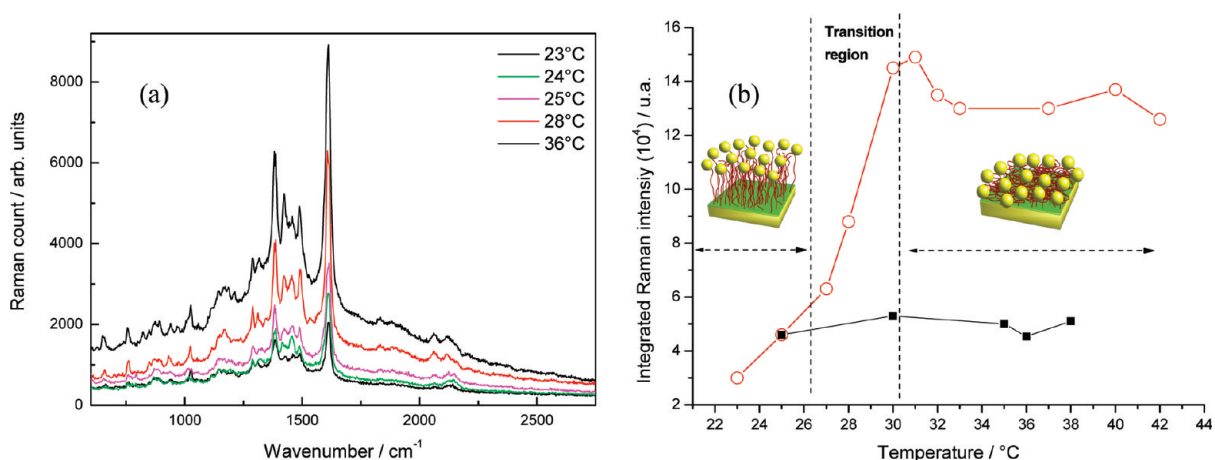 (a)
23°C
24°C
25°C
28°C
36°C
8000
6000
4000
2000
0
Raman count / arb. units
1000
1500
2000
2500
Wavenumber / cm⁻¹
(b)
Transition
region
16
14
12
10
8
6
4
2
Integrated Raman intensiy (10⁴) / u.a.
22 24 26 28 30 32 34 36 38 40 42 44
Temperature / °C